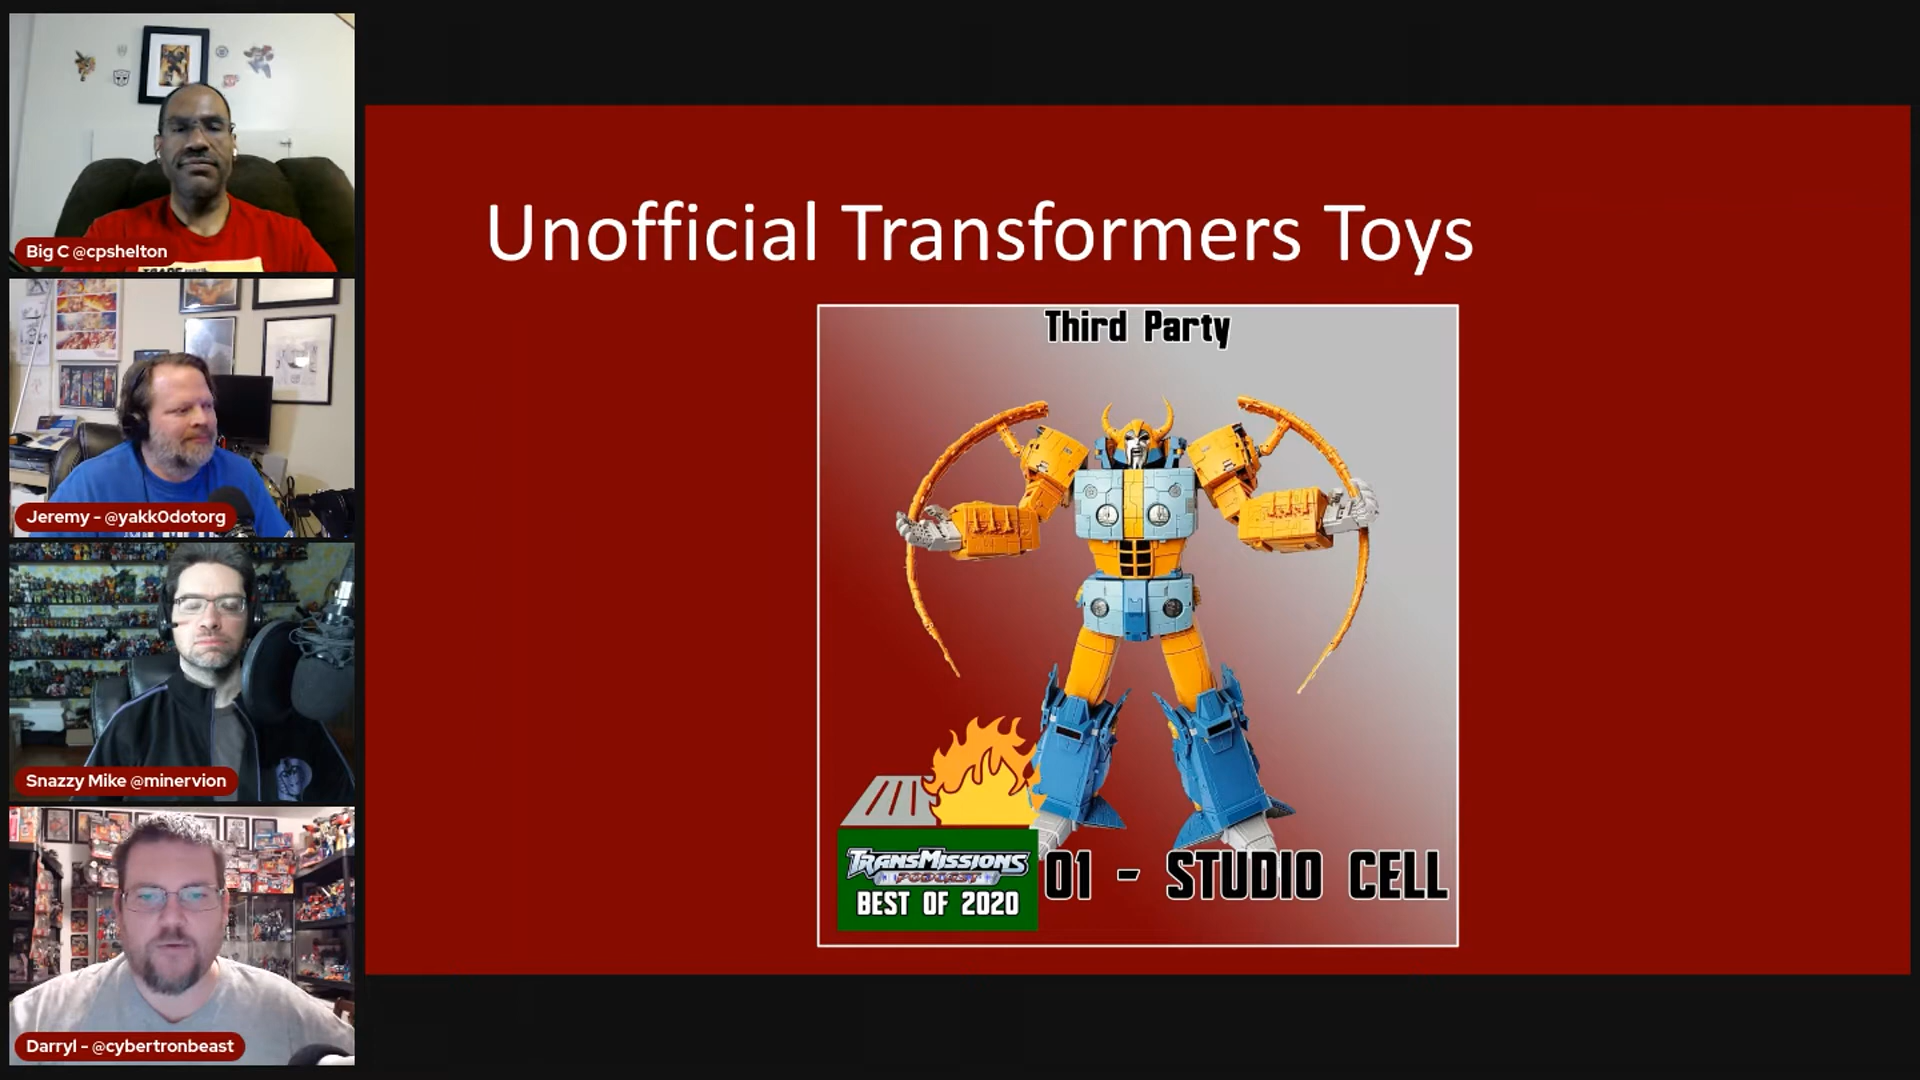 Big C @cpshelton
Jeremy - @yakk0dotorg
Snazzy Mike @minervion
Darryl - @cybertronbeast
Unofficial Transformers Toys
Third Party
TRANSMISSIONS
PODCAST
BEST OF 2020
01 - STUDIO CELL